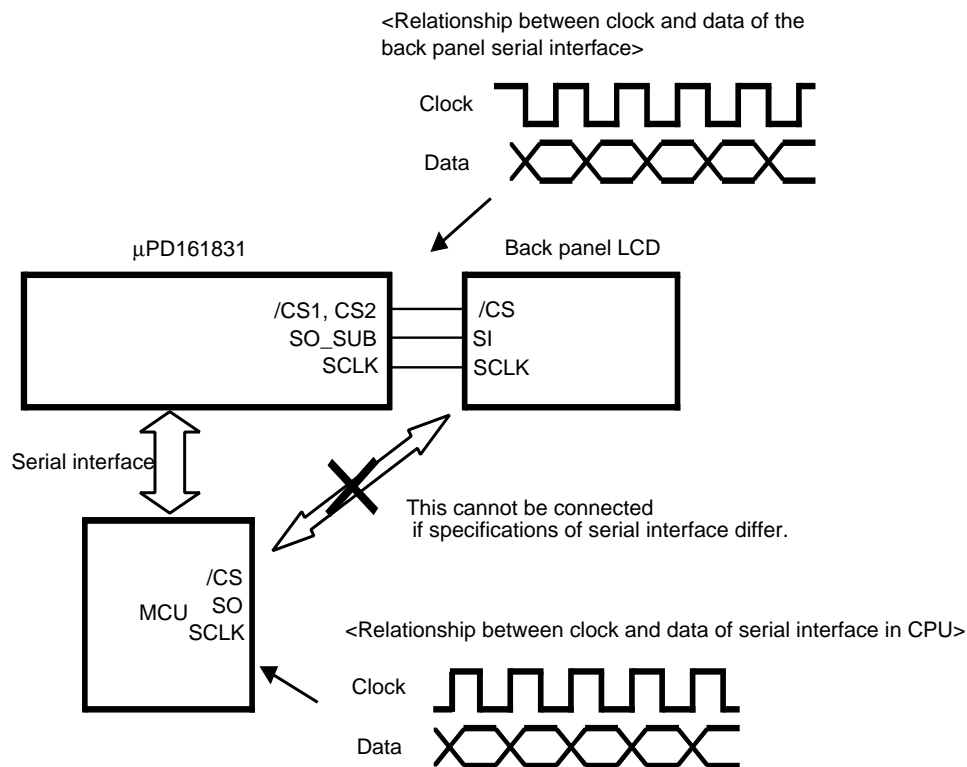 <Relationship between clock and data of the
back panel serial interface>
Clock
Data
μPD161831
Back panel LCD
/CS1, CS2
SO_SUB
SCLK
/CS
SI
SCLK
Serial interface
This cannot be connected
if specifications of serial interface differ.
MCU
/CS
SO
SCLK
<Relationship between clock and data of serial interface in CPU>
Clock
Data